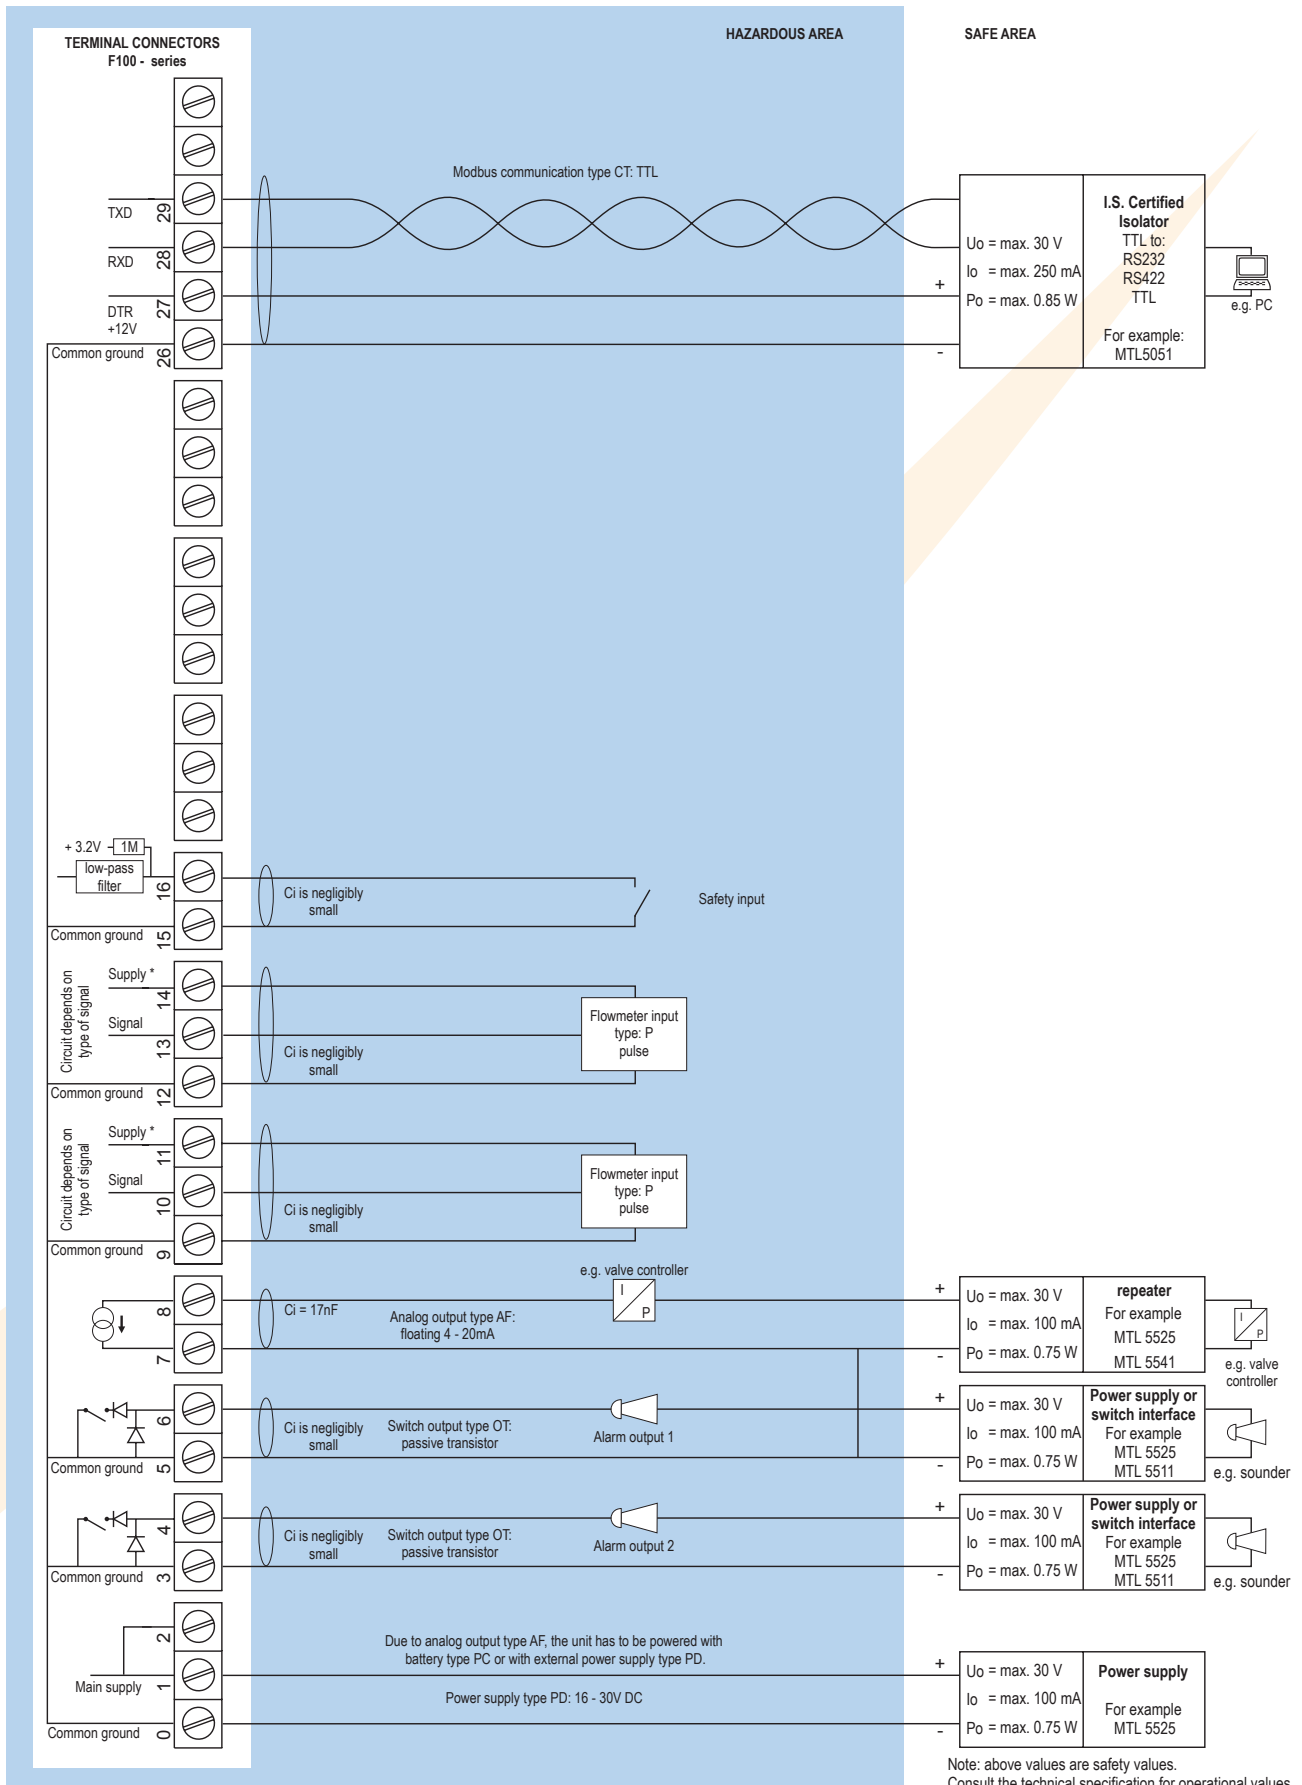 HAZARDOUS AREA
SAFE AREA
TERMINAL CONNECTORS
F100 - series
Modbus communication type CT: TTL
TXD
29
RXD
28
DTR
+12V
27
Common ground
26
Uo = max. 30 V
Io = max. 250 mA
Po = max. 0.85 W
+
-
I.S. Certified
Isolator
TTL to:
RS232
RS422
TTL
For example:
MTL5051
e.g. PC
+ 3.2V
1M
low-pass
filter
16
Common ground
15
Ci is negligibly
small
Safety input
Circuit depends on
type of signal
Supply *
14
Signal
13
Common ground
12
Ci is negligibly
small
Flowmeter input
type: P
pulse
Circuit depends on
type of signal
Supply *
11
Signal
10
Common ground
9
Ci is negligibly
small
Flowmeter input
type: P
pulse
8
7
Ci = 17nF
Analog output type AF:
floating 4 - 20mA
e.g. valve controller
I
P
+
-
Uo = max. 30 V
Io = max. 100 mA
Po = max. 0.75 W
repeater
For example
MTL 5525
MTL 5541
I
P
e.g. valve
controller
6
Common ground
5
Ci is negligibly
small
Switch output type OT:
passive transistor
Alarm output 1
+
-
Uo = max. 30 V
Io = max. 100 mA
Po = max. 0.75 W
Power supply or
switch interface
For example
MTL 5525
MTL 5511
e.g. sounder
4
Common ground
3
Ci is negligibly
small
Switch output type OT:
passive transistor
Alarm output 2
+
-
Uo = max. 30 V
Io = max. 100 mA
Po = max. 0.75 W
Power supply or
switch interface
For example
MTL 5525
MTL 5511
e.g. sounder
2
Main supply
1
Common ground
0
Due to analog output type AF, the unit has to be powered with
battery type PC or with external power supply type PD.
Power supply type PD: 16 - 30V DC
+
-
Uo = max. 30 V
Io = max. 100 mA
Po = max. 0.75 W
Power supply
For example
MTL 5525
Note: above values are safety values.
Consult the technical specification for operational values